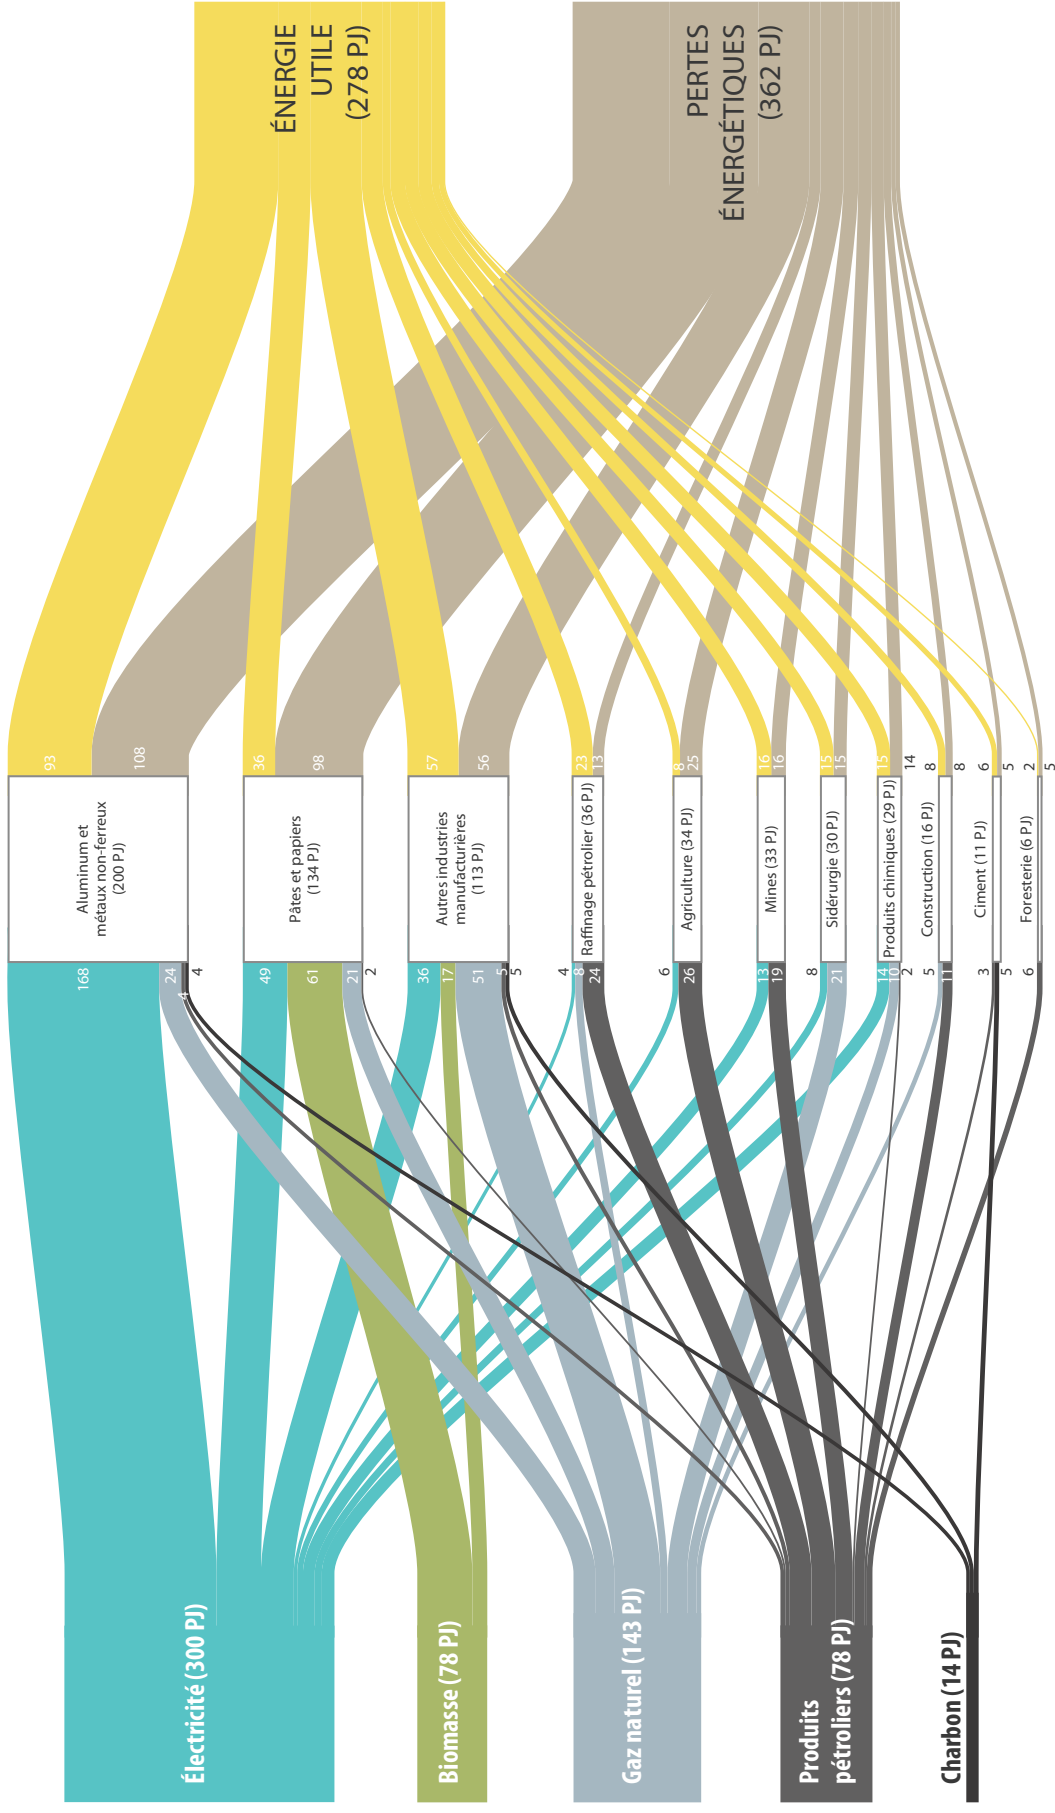 Électricité (300 PJ)
Biomasse (78 PJ)
Gaz naturel (143 PJ)
Produits
pétroliers (78 PJ)
Charbon (14 PJ)
168
24
4
4
49
61
21
2
36
17
51
5
5
4
8
24
6
26
13
19
8
21
14
10
2
5
11
3
5
6
Aluminum et
métaux non-ferreux
(200 PJ)
Pâtes et papiers
(134 PJ)
Autres industries
manufacturières
(113 PJ)
Raffinage pétrolier (36 PJ)
Agriculture (34 PJ)
Mines (33 PJ)
Sidérurgie (30 PJ)
Produits chimiques (29 PJ)
Construction (16 PJ)
Ciment (11 PJ)
Foresterie (6 PJ)
93
108
36
98
57
56
23
13
8
25
16
16
15
15
15
14
8
8
6
5
2
5
ÉNERGIE
UTILE
(278 PJ)
PERTES
ÉNERGÉTIQUES
(362 PJ)